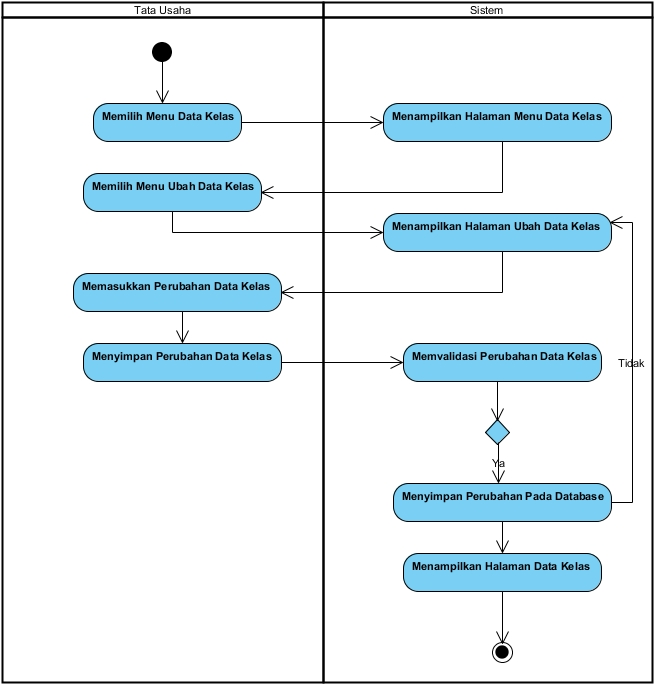 Tata Usaha
Sistem
Memilih Menu Data Kelas
Menampilkan Halaman Menu Data Kelas
Memilih Menu Ubah Data Kelas
Menampilkan Halaman Ubah Data Kelas
Memasukkan Perubahan Data Kelas
Menyimpan Perubahan Data Kelas
Memvalidasi Perubahan Data Kelas
Tidak
Ya
Menyimpan Perubahan Pada Database
Menampilkan Halaman Data Kelas